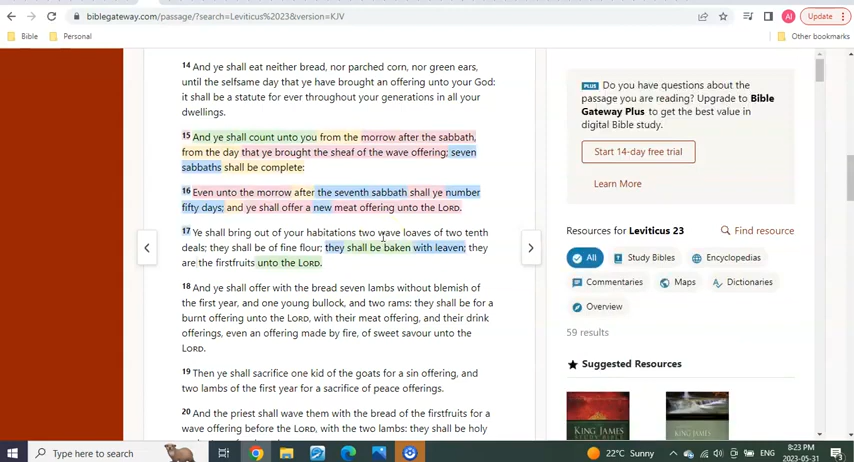 biblegateway.com/passage/?search=Leviticus%2023&version=KJV
AI
Update
Bible
Personal
Other bookmarks
14 And ye shall eat neither bread, nor parched corn, nor green ears,
until the selfsame day that ye have brought an offering unto your God:
it shall be a statute for ever throughout your generations in all your
dwellings.
15 And ye shall count unto you from the morrow after the sabbath,
from the day that ye brought the sheaf of the wave offering; seven
sabbaths shall be complete:
16 Even unto the morrow after the seventh sabbath shall ye number
fifty days; and ye shall offer a new meat offering unto the LORD.
17 Ye shall bring out of your habitations two wave loaves of two tenth
deals; they shall be of fine flour; they shall be baken with leaven; they
are the firstfruits unto the LORD.
18 And ye shall offer with the bread seven lambs without blemish of
the first year, and one young bullock, and two rams: they shall be for a
burnt offering unto the LORD, with their meat offering, and their drink
offerings, even an offering made by fire, of sweet savour unto the
LORD.
19 Then ye shall sacrifice one kid of the goats for a sin offering, and
two lambs of the first year for a sacrifice of peace offerings.
20 And the priest shall wave them with the bread of the firstfruits for a
wave offering before the LORD, with the two lambs: they shall be holy
PLUS Do you have questions about the
passage you are reading? Upgrade to Bible
Gateway Plus to get the best value in
digital Bible study.
Start 14-day free trial
Learn More
Resources for Leviticus 23
Find resource
All
Study Bibles
Encyclopedias
Commentaries
Maps
Dictionaries
Overview
59 results
Suggested Resources
KING JAMES
KING JAMES
Type here to search
22°C Sunny
ENG
8:23 PM
2023-05-31
3